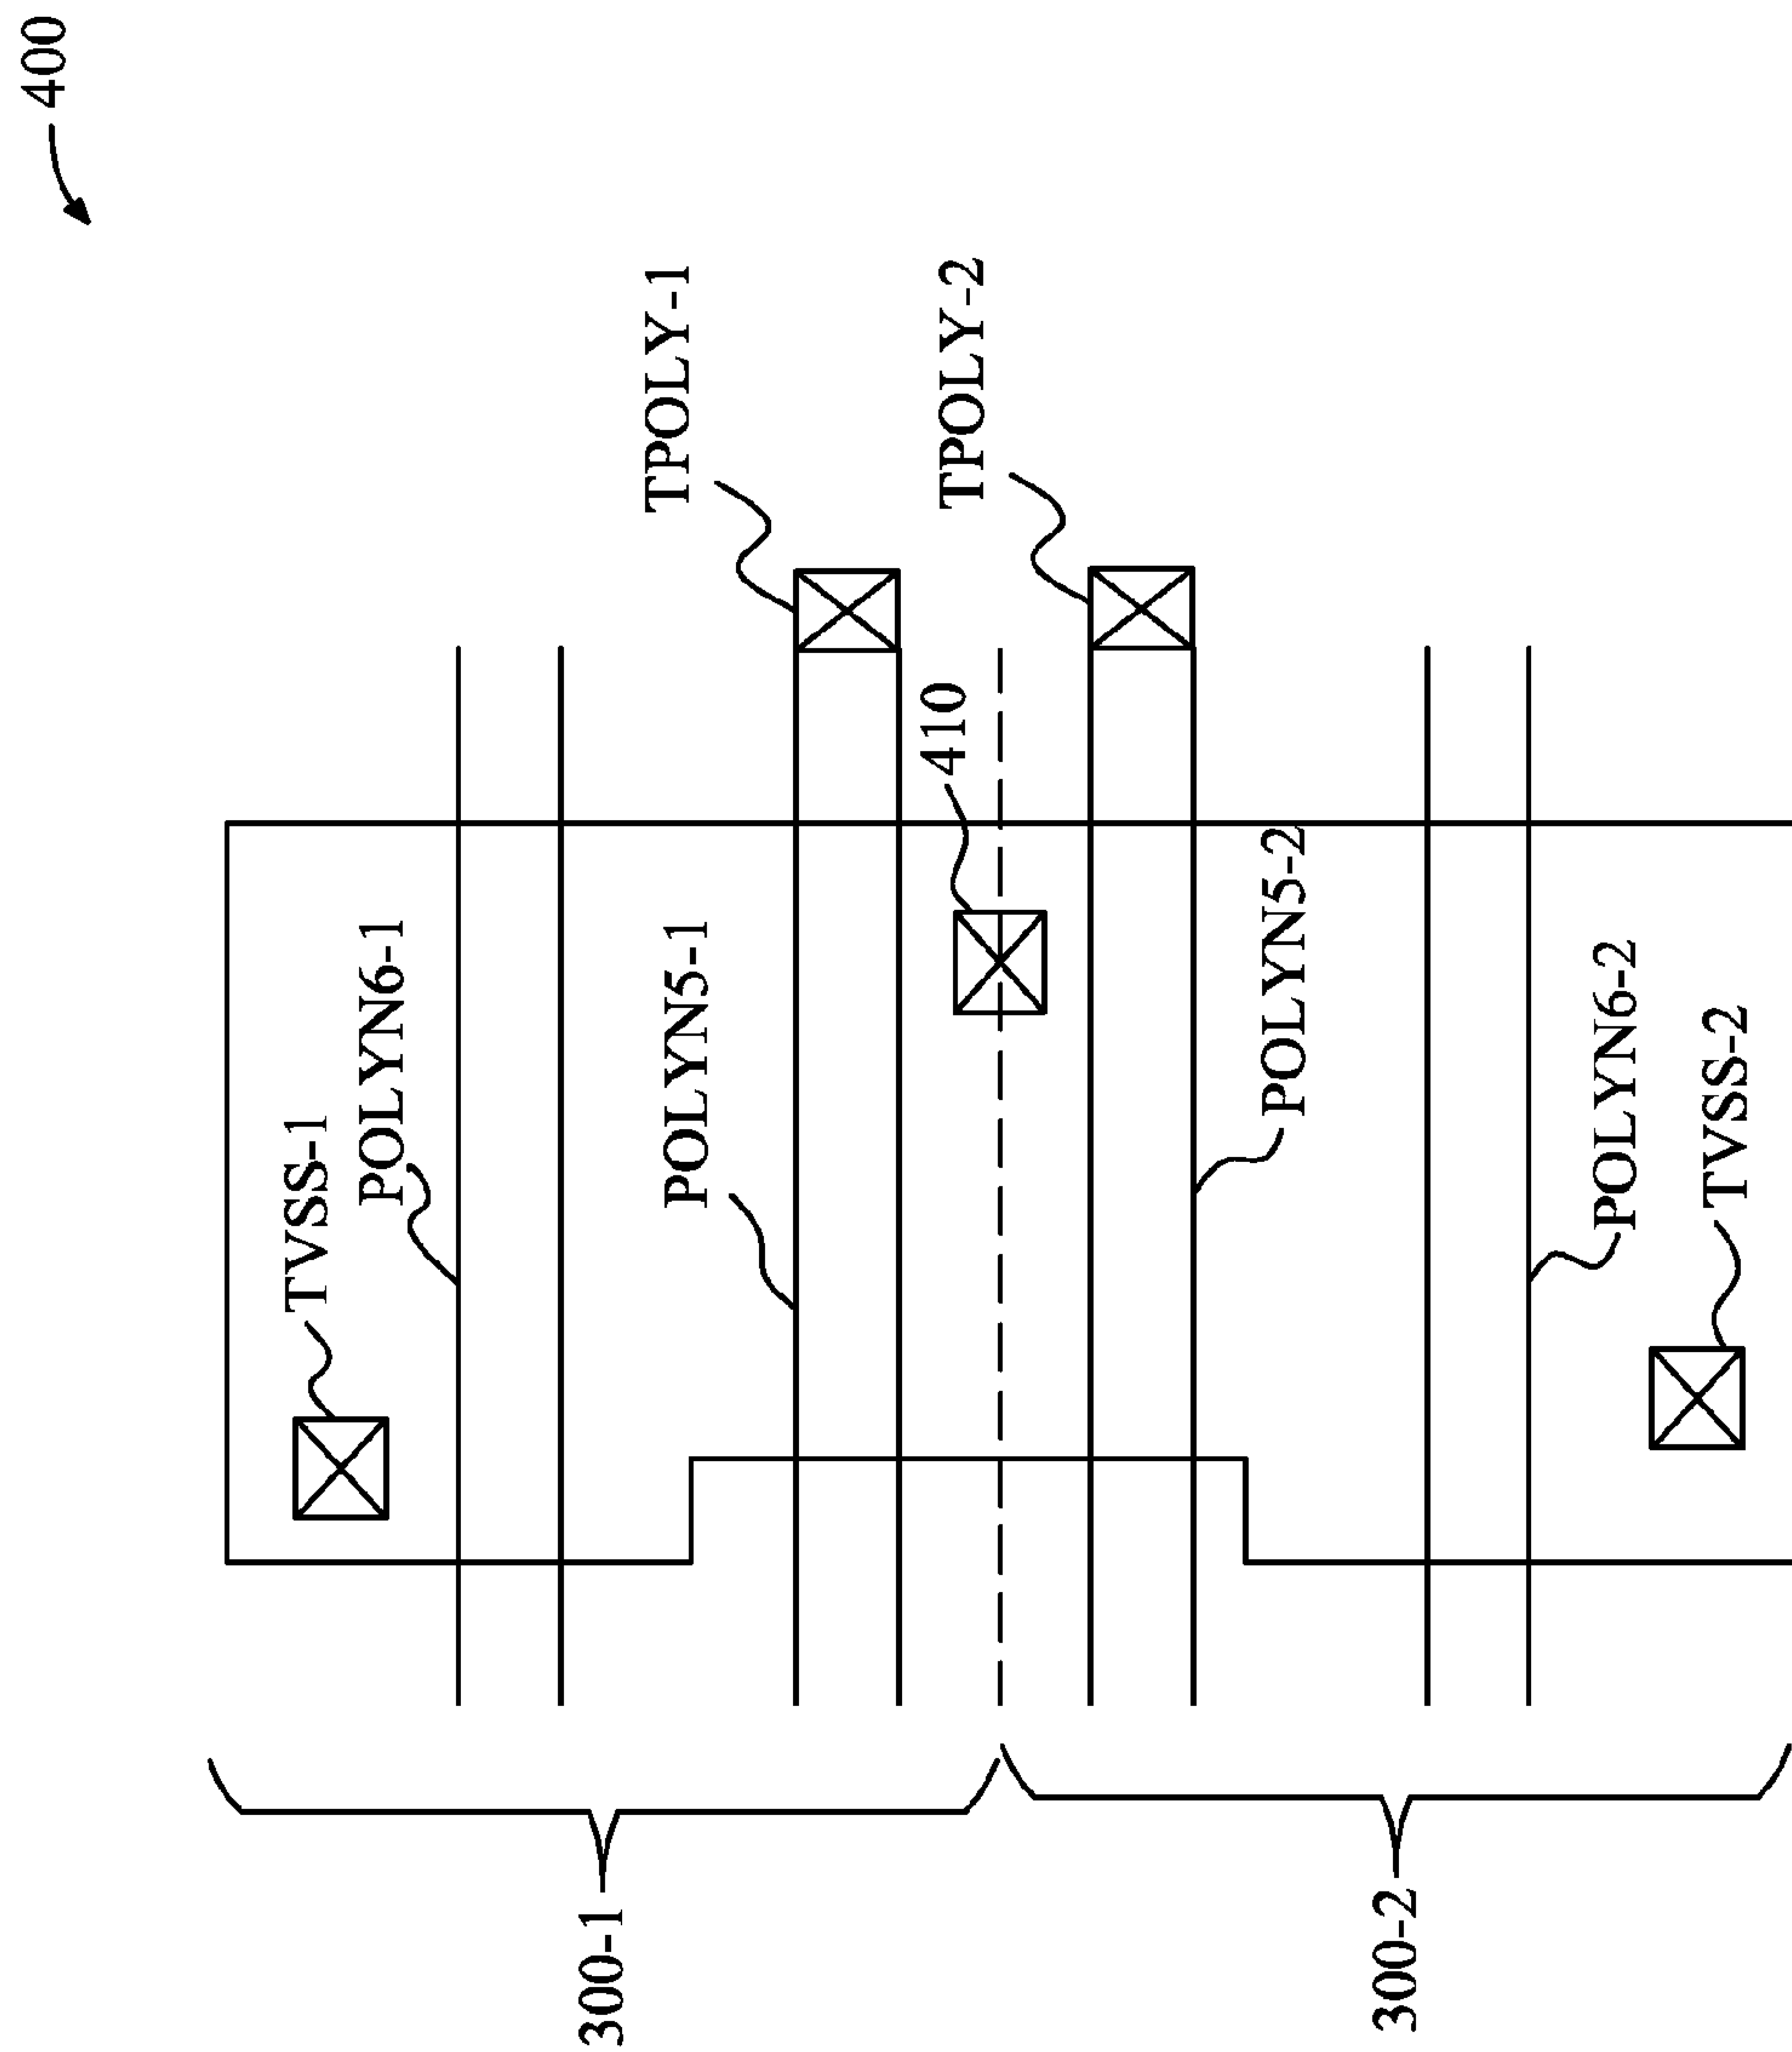 400
TPOLY-1
TPOLY-2
410
POLYN6-1
POLYN5-1
TVSS-1
POLYN5-2
POLYN6-2
TVSS-2
300-1
300-2